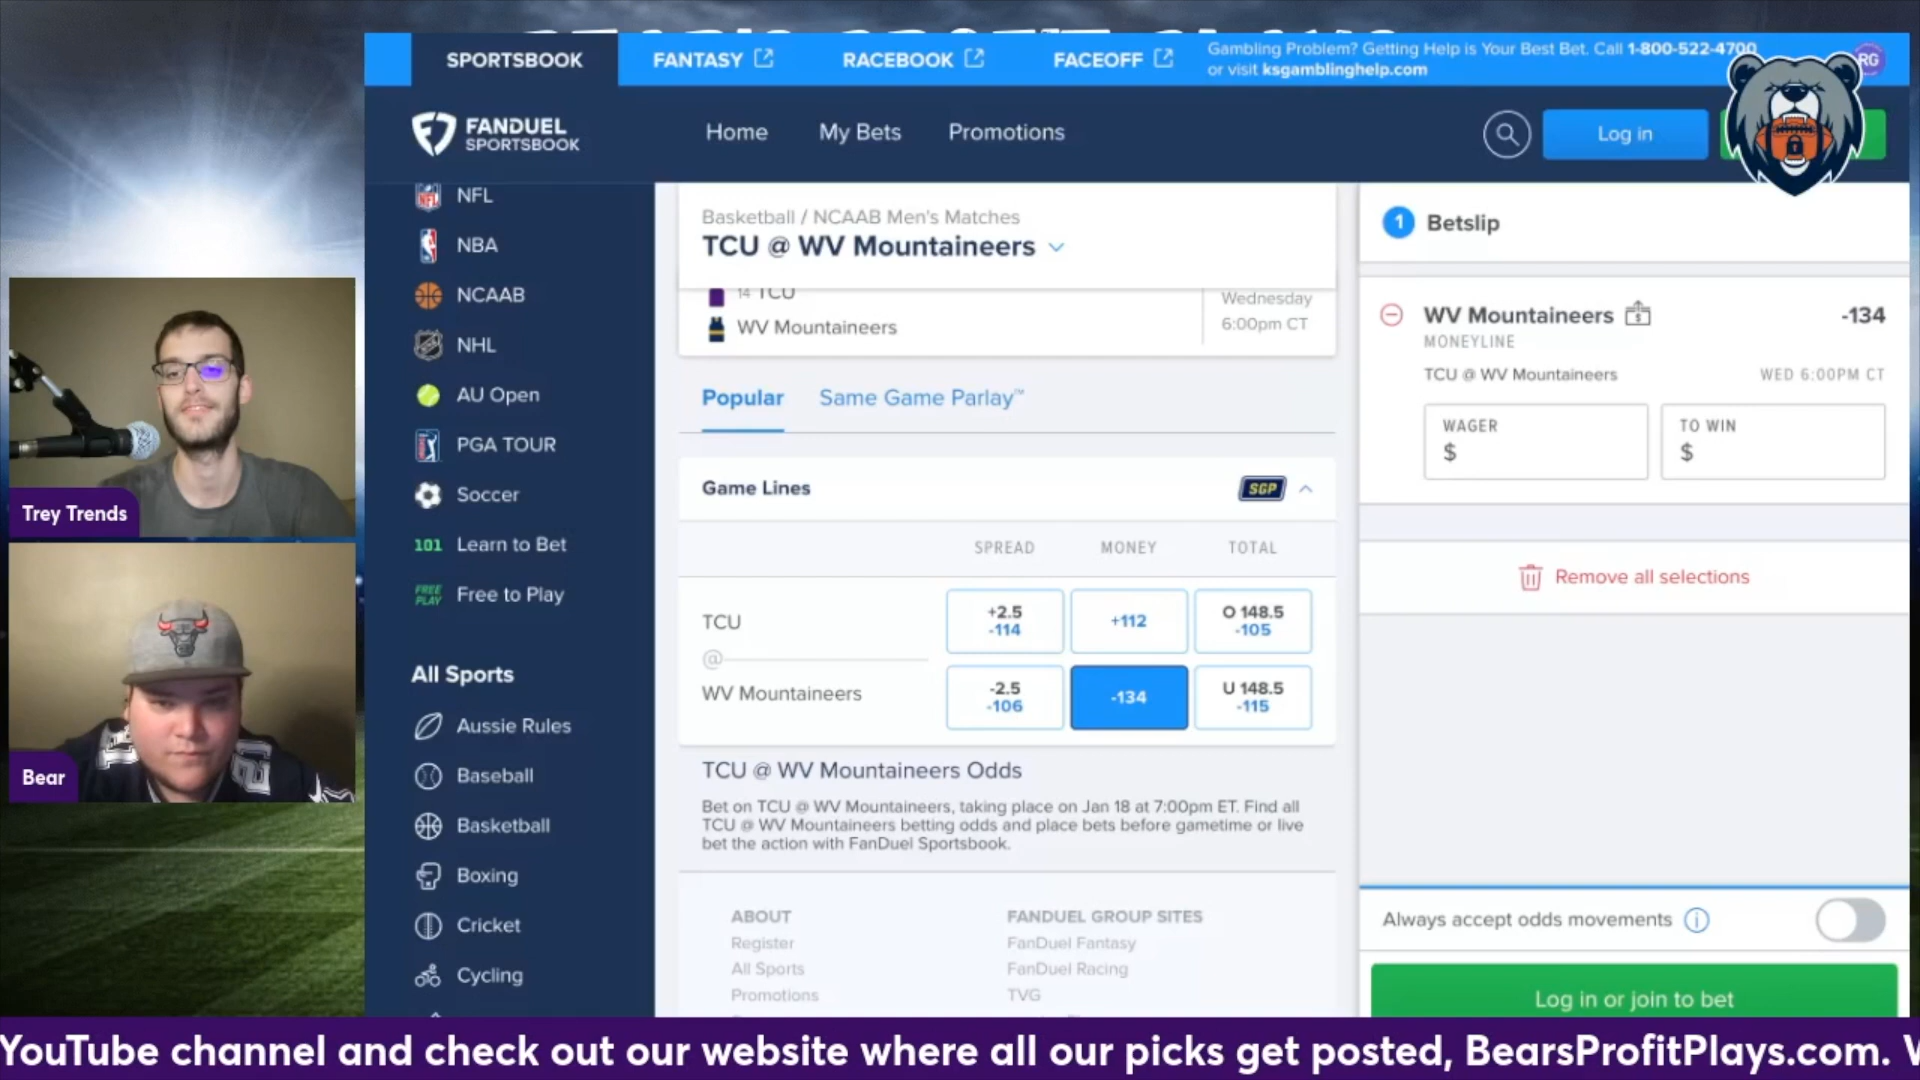 SPORTSBOOK
FANTASY
RACEBOOK
FACEOFF
Gambling Problem? Getting Help is Your Best Bet. Call 1-800-522-4700
or visit ksgamblinghelp.com
RG
FANDUEL
SPORTSBOOK
Home
My Bets
Promotions
Log in
NFL
NBA
NCAAB
NHL
AU Open
PGA TOUR
Soccer
101 Learn to Bet
FREE PLAY Free to Play
All Sports
Aussie Rules
Baseball
Basketball
Boxing
Cricket
Cycling
Basketball / NCAAB Men's Matches
TCU @ WV Mountaineers
14 TCU
WV Mountaineers
Wednesday
6:00pm CT
Popular
Same Game Parlay™
Game Lines
SGP
SPREAD MONEY TOTAL
TCU
+2.5
-114
+112
O 148.5
-105
@
WV Mountaineers
-2.5
-106
-134
U 148.5
-115
TCU @ WV Mountaineers Odds
Bet on TCU @ WV Mountaineers, taking place on Jan 18 at 7:00pm ET. Find all
TCU @ WV Mountaineers betting odds and place bets before gametime or live
bet the action with FanDuel Sportsbook.
ABOUT
Register
All Sports
Promotions
FANDUEL GROUP SITES
FanDuel Fantasy
FanDuel Racing
TVG
1 Betslip
WV Mountaineers -134
MONEYLINE
TCU @ WV Mountaineers WED 6:00PM CT
WAGER
$
TO WIN
$
Remove all selections
Always accept odds movements
Log in or join to bet
Trey Trends
Bear
YouTube channel and check out our website where all our picks get posted, BearsProfitPlays.com.